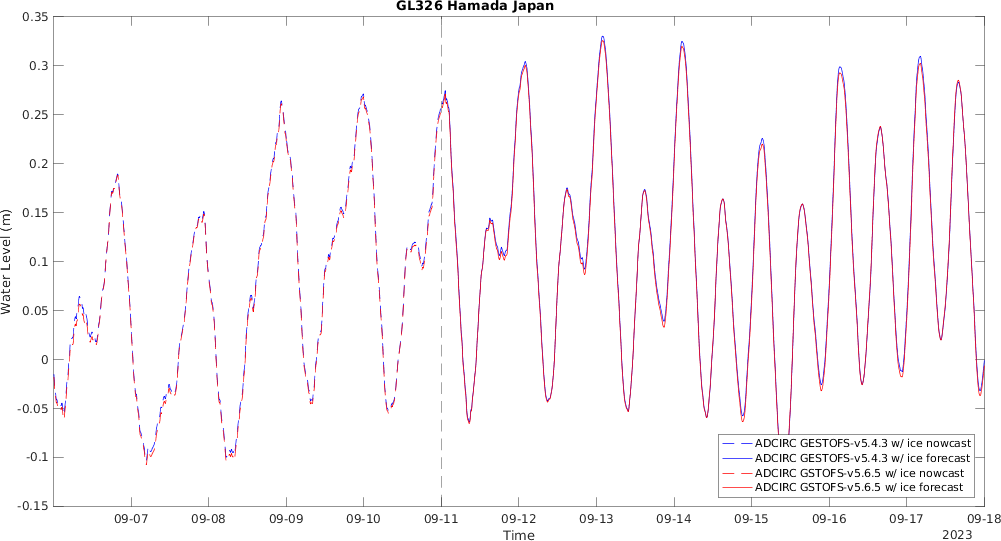 GL326 Hamada Japan
0.35
0.3
0.25
0.2
0.15
0.1
0.05
0
-0.05
-0.1
-0.15
Water Level (m)
ADCIRC GESTOFS-v5.4.3 w/ ice nowcast
ADCIRC GESTOFS-v5.4.3 w/ ice forecast
ADCIRC GSTOFS-v5.6.5 w/ ice nowcast
ADCIRC GSTOFS-v5.6.5 w/ ice forecast
09-07 09-08 09-09 09-10 09-11 09-12 09-13 09-14 09-15 09-16 09-17 09-18
Time
2023